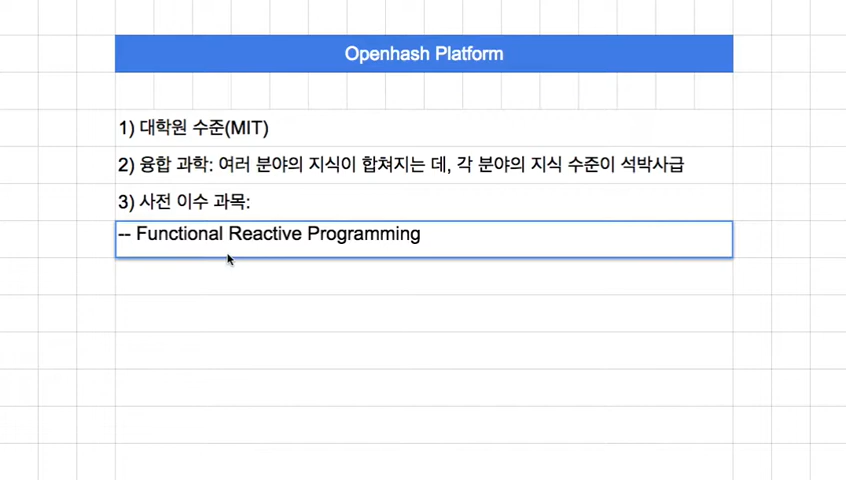 Openhash Platform
1) 대학원 수준(MIT)
2) 융합 과학: 여러 분야의 지식이 합쳐지는 데, 각 분야의 지식 수준이 석박사급
3) 사전 이수 과목:
-- Functional Reactive Programming